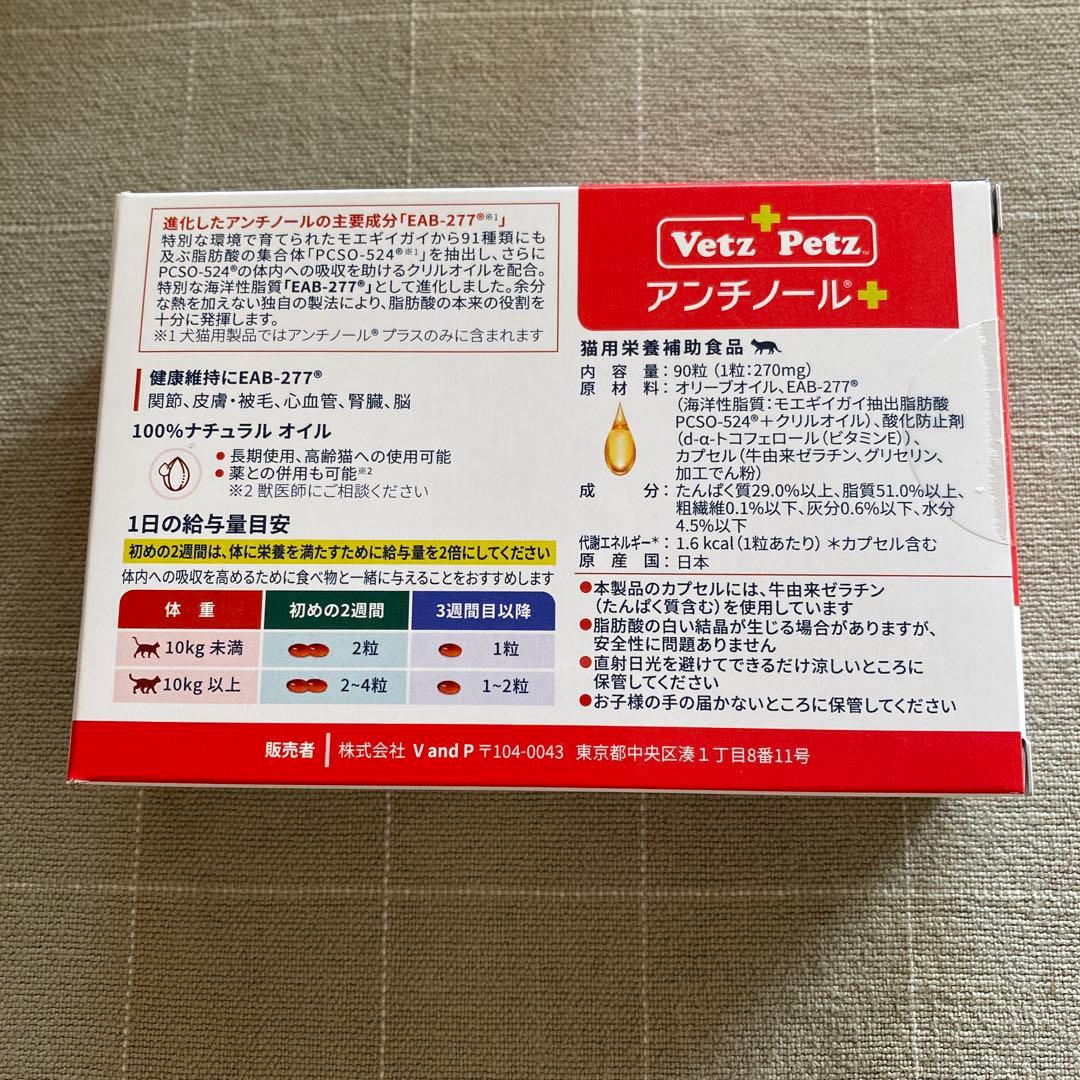 進化したアンチノールの主要成分「EAB-277®※1」
特別な環境で育てられたモエギイガイから91種類にも
及ぶ脂肪酸の集合体「PCSO-524®※1」を抽出し、さらに
PCSO-524®の体内への吸収を助けるクリルオイルを配合。
特別な海洋性脂質「EAB-277®」として進化しました。余分
な熱を加えない独自の製法により、脂肪酸の本来の役割を
十分に発揮します。
※1 犬猫用製品ではアンチノール® プラスのみに含まれます
健康維持にEAB-277®
関節、皮膚・被毛、心血管、腎臓、脳
100%ナチュラル オイル
●長期使用、高齢猫への使用可能
●薬との併用も可能※2
※2 獣医師にご相談ください
1日の給与量目安
初めの2週間は、体に栄養を満たすために給与量を2倍にしてください
体内への吸収を高めるために食べ物と一緒に与えることをおすすめします
体 重 初めの2週間 3週間目以降
10kg 未満 2粒 1粒
10kg 以上 2~4粒 1~2粒
Vetz Petz™
アンチノール®+
猫用栄養補助食品
内容量:90粒(1粒:270mg)
原材料:オリーブオイル、EAB-277®
(海洋性脂質:モエギイガイ抽出脂肪酸
PCSO-524®+クリルオイル)、酸化防止剤
(d-α-トコフェロール(ビタミンE))、
カプセル(牛由来ゼラチン、グリセリン、
加工でん粉)
成分:たんぱく質29.0%以上、脂質51.0%以上、
粗繊維0.1%以下、灰分0.6%以下、水分
4.5%以下
代謝エネルギー*:1.6 kcal(1粒あたり) *カプセル含む
原産国:日本
●本製品のカプセルには、牛由来ゼラチン
(たんぱく質含む)を使用しています
●脂肪酸の白い結晶が生じる場合がありますが、
安全性に問題ありません
●直射日光を避けてできるだけ涼しいところに
保管してください
●お子様の手の届かないところに保管してください
販売者 株式会社 V and P 〒104-0043 東京都中央区湊1丁目8番11号